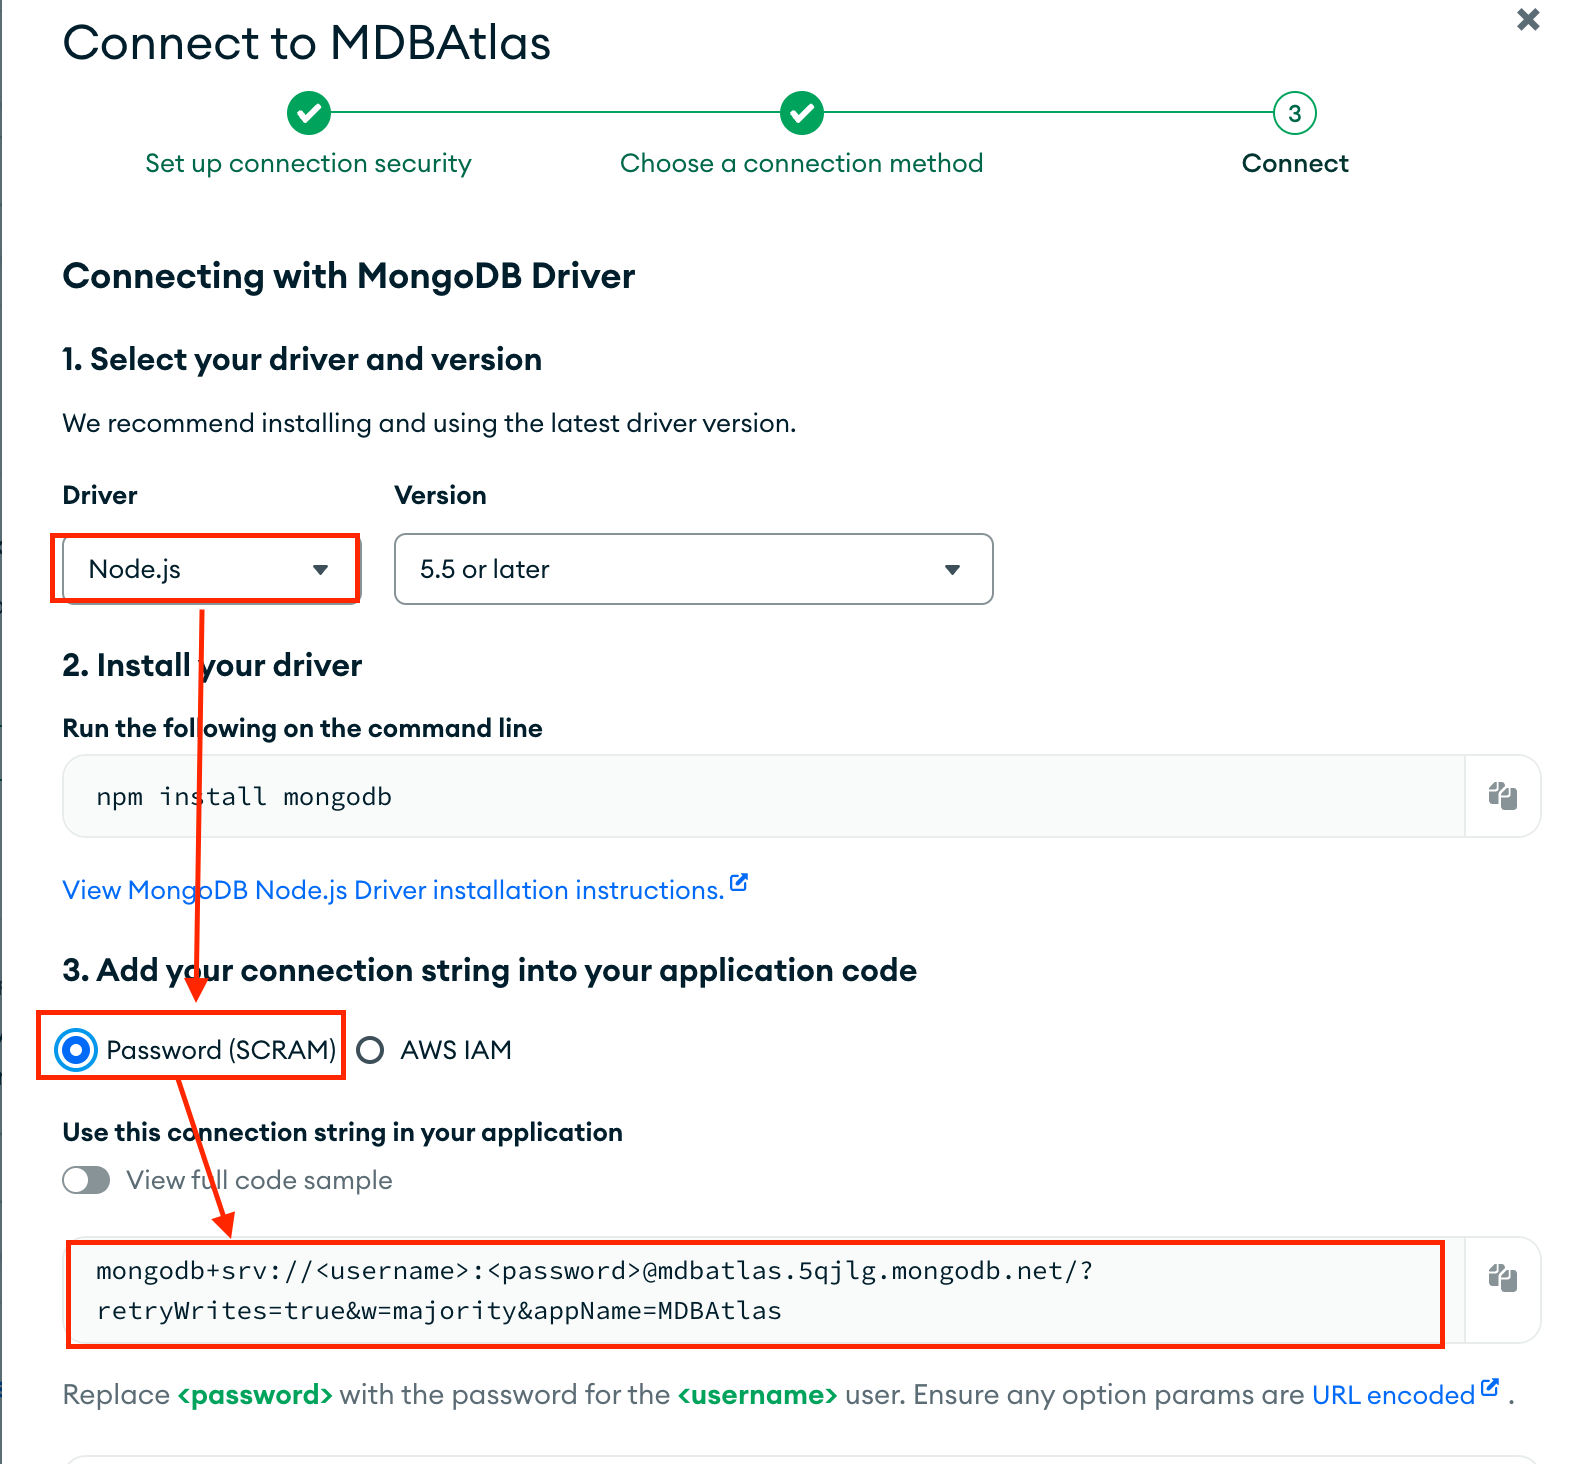 Connect to MDBAtlas
3
Set up connection security
Choose a connection method
Connect
Connecting with MongoDB Driver
1. Select your driver and version
We recommend installing and using the latest driver version.
Driver
Version
Node.js
5.5 or later
2. Install your driver
Run the following on the command line
npm install mongodb
View MongoDB Node.js Driver installation instructions.
3. Add your connection string into your application code
Password (SCRAM)
AWS IAM
Use this connection string in your application
View full code sample
mongodb+srv://<username>:<password>@mdbatlas.5qjlg.mongodb.net/?
retryWrites=true&w=majority&appName=MDBAtlas
Replace <password> with the password for the <username> user. Ensure any option params are URL encoded .